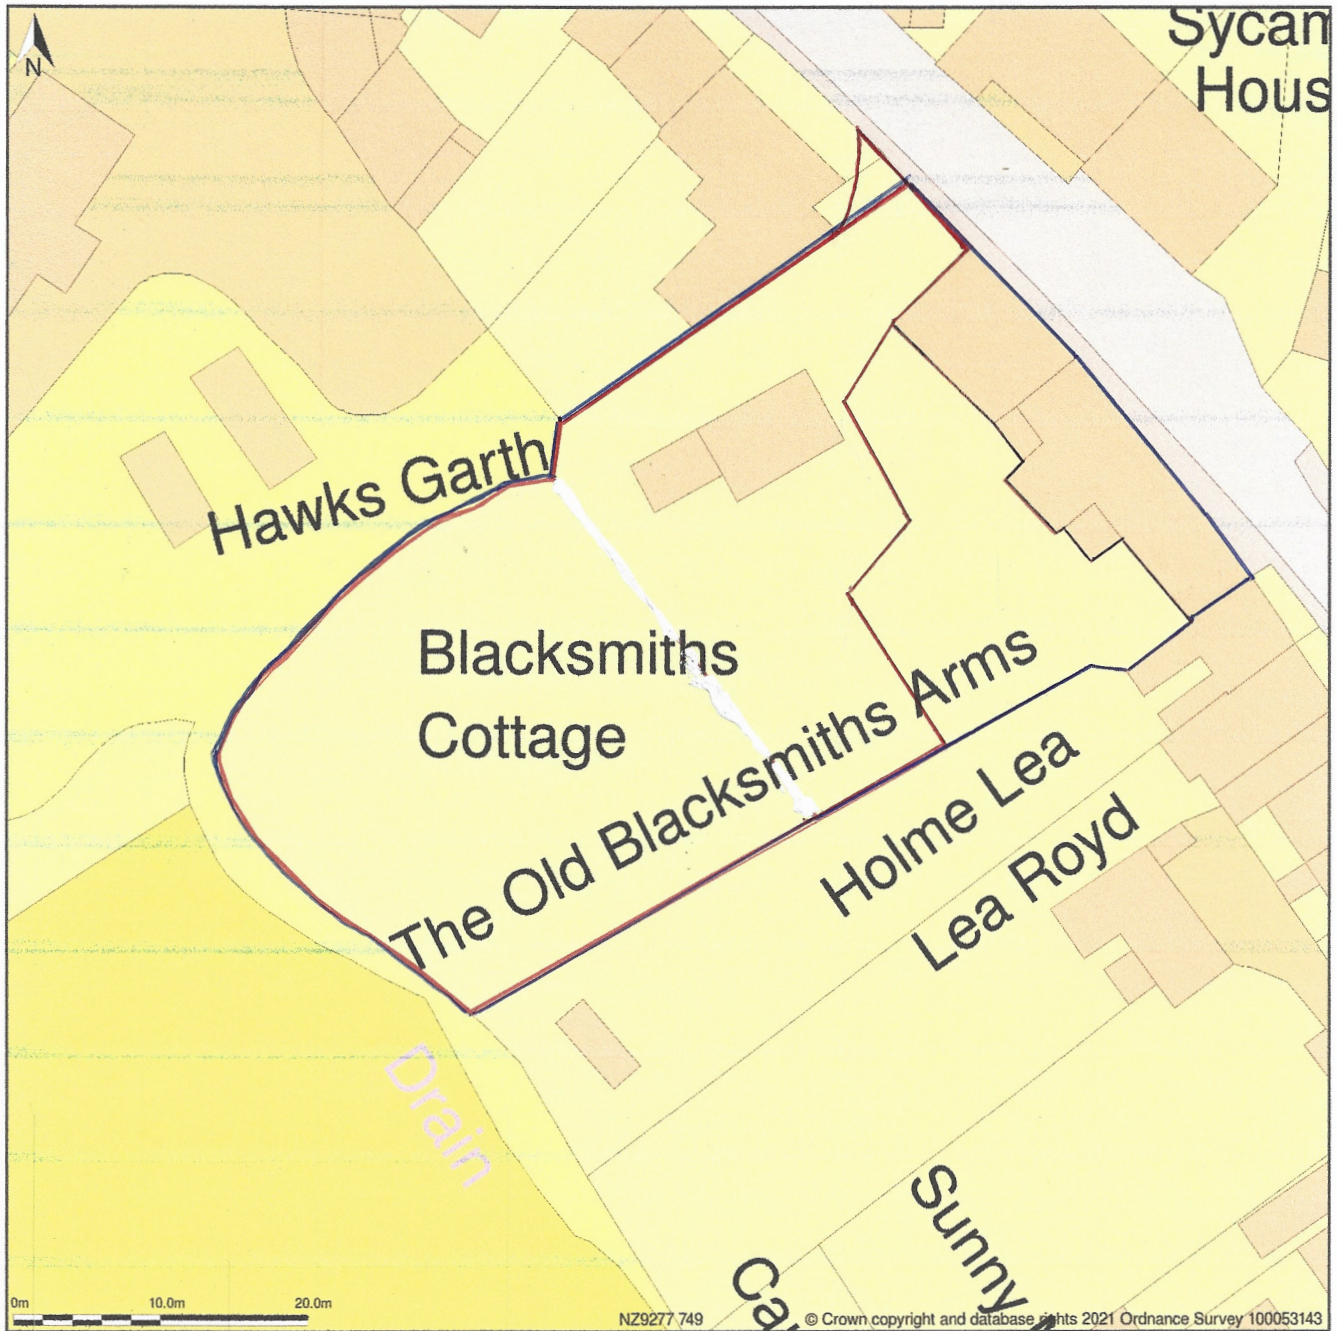 Sycam
Hous
N
Hawks Garth
Blacksmiths
Cottage
The Old Blacksmiths Arms
Holme Lea
Lea Royd
Drain
Sunny
Ca
0m 10.0m 20.0m
NZ9277 749
© Crown copyright and database rights 2021 Ordnance Survey 100053143